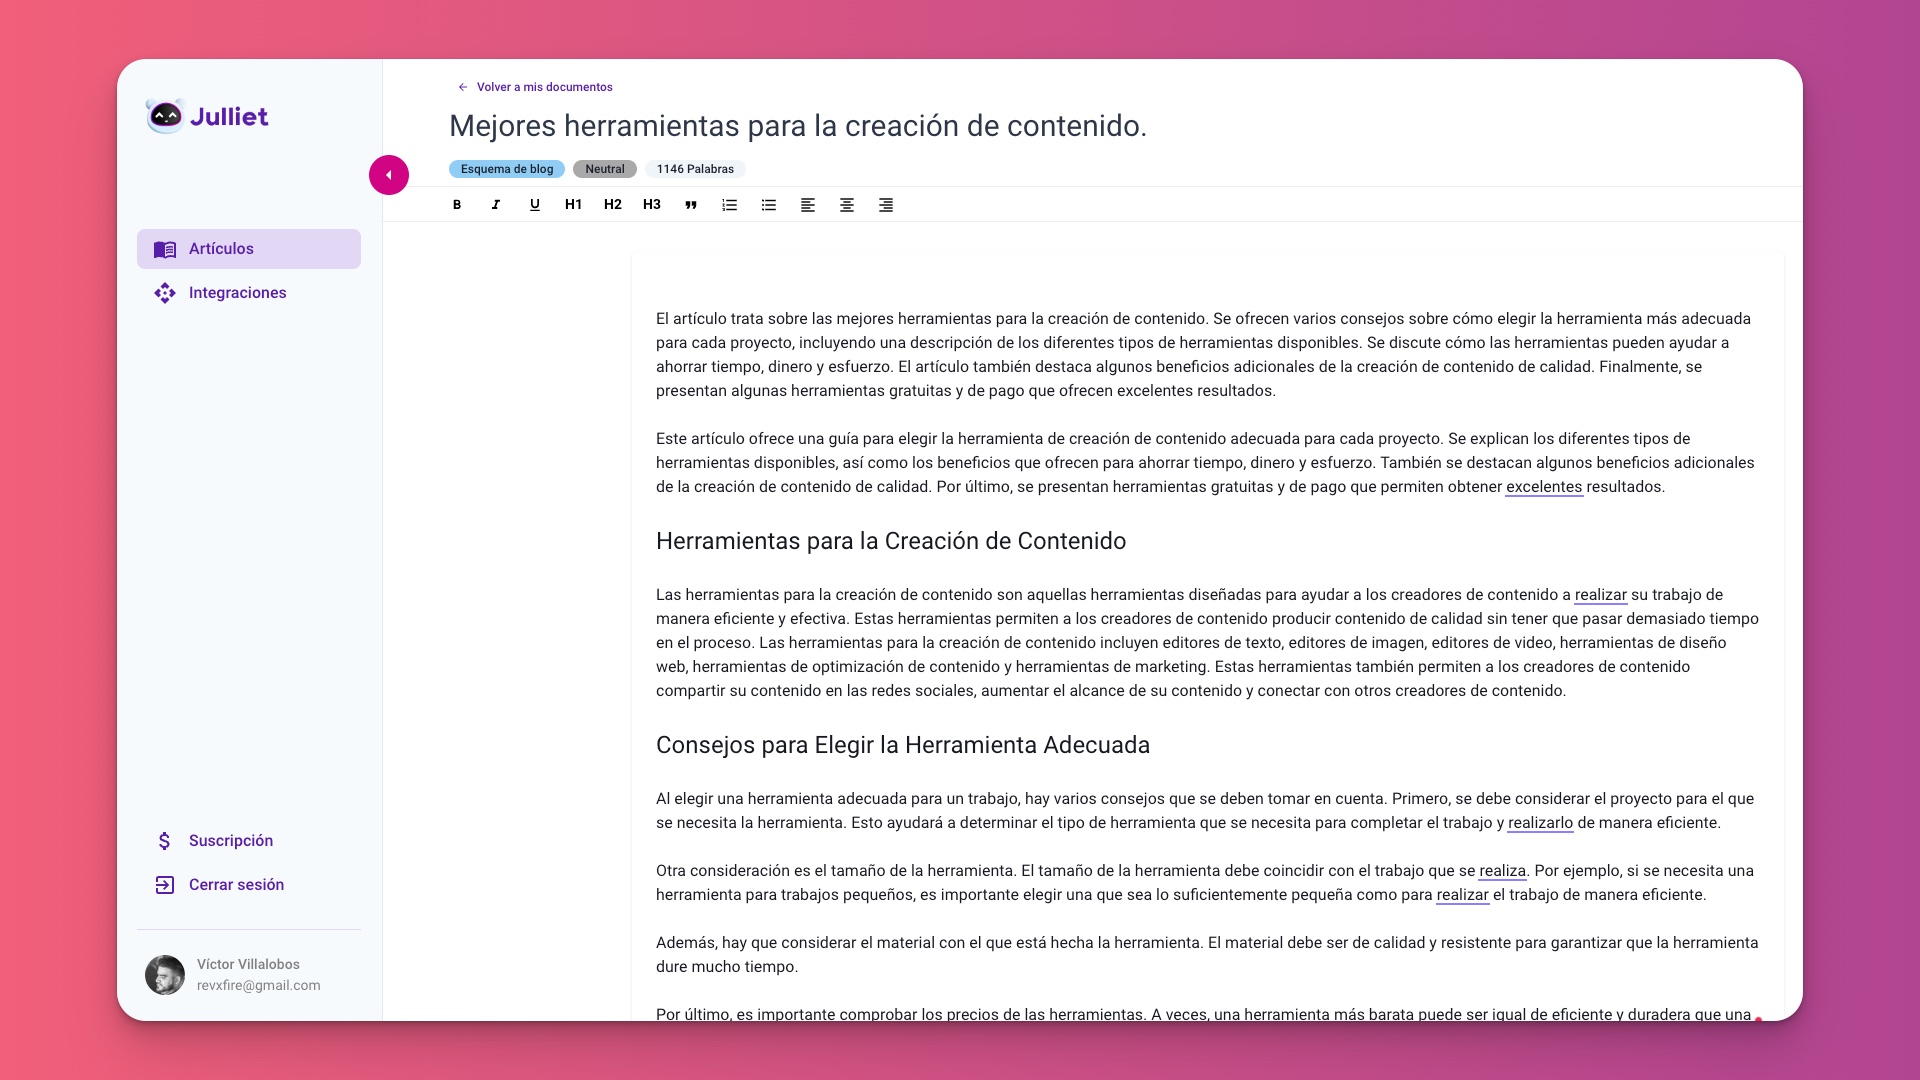 Julliet
Artículos
Integraciones
Suscripción
Cerrar sesión
Víctor Villalobos
revxfire@gmail.com
Volver a mis documentos
Mejores herramientas para la creación de contenido.
Esquema de blog Neutral 1146 Palabras
B I U H1 H2 H3
El artículo trata sobre las mejores herramientas para la creación de contenido. Se ofrecen varios consejos sobre cómo elegir la herramienta más adecuada
para cada proyecto, incluyendo una descripción de los diferentes tipos de herramientas disponibles. Se discute cómo las herramientas pueden ayudar a
ahorrar tiempo, dinero y esfuerzo. El artículo también destaca algunos beneficios adicionales de la creación de contenido de calidad. Finalmente, se
presentan algunas herramientas gratuitas y de pago que ofrecen excelentes resultados.
Este artículo ofrece una guía para elegir la herramienta de creación de contenido adecuada para cada proyecto. Se explican los diferentes tipos de
herramientas disponibles, así como los beneficios que ofrecen para ahorrar tiempo, dinero y esfuerzo. También se destacan algunos beneficios adicionales
de la creación de contenido de calidad. Por último, se presentan herramientas gratuitas y de pago que permiten obtener excelentes resultados.
Herramientas para la Creación de Contenido
Las herramientas para la creación de contenido son aquellas herramientas diseñadas para ayudar a los creadores de contenido a realizar su trabajo de
manera eficiente y efectiva. Estas herramientas permiten a los creadores de contenido producir contenido de calidad sin tener que pasar demasiado tiempo
en el proceso. Las herramientas para la creación de contenido incluyen editores de texto, editores de imagen, editores de video, herramientas de diseño
web, herramientas de optimización de contenido y herramientas de marketing. Estas herramientas también permiten a los creadores de contenido
compartir su contenido en las redes sociales, aumentar el alcance de su contenido y conectar con otros creadores de contenido.
Consejos para Elegir la Herramienta Adecuada
Al elegir una herramienta adecuada para un trabajo, hay varios consejos que se deben tomar en cuenta. Primero, se debe considerar el proyecto para el que
se necesita la herramienta. Esto ayudará a determinar el tipo de herramienta que se necesita para completar el trabajo y realizarlo de manera eficiente.
Otra consideración es el tamaño de la herramienta. El tamaño de la herramienta debe coincidir con el trabajo que se realiza. Por ejemplo, si se necesita una
herramienta para trabajos pequeños, es importante elegir una que sea lo suficientemente pequeña como para realizar el trabajo de manera eficiente.
Además, hay que considerar el material con el que está hecha la herramienta. El material debe ser de calidad y resistente para garantizar que la herramienta
dure mucho tiempo.
Por último, es importante comprobar los precios de las herramientas. A veces, una herramienta más barata puede ser igual de eficiente y duradera que una